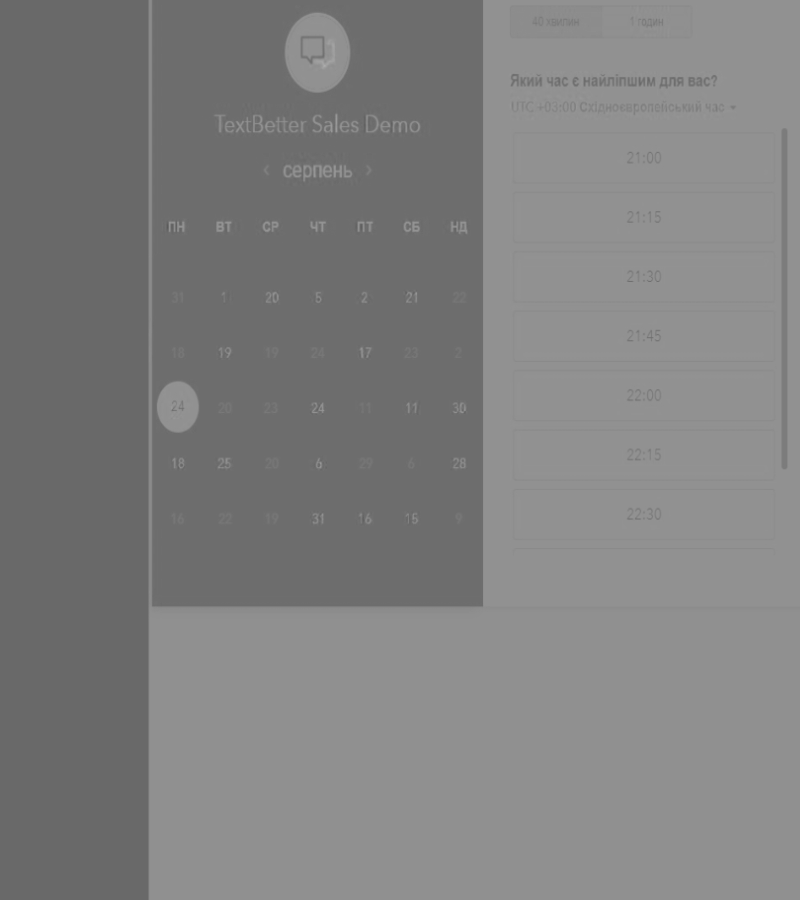 TextBetter Sales Demo
‹ серпень ›
ПН ВТ СР ЧТ ПТ СБ НД
31 1 20 5 2 21 22
18 19 19 24 17 23 2
24 20 23 24 11 11 30
18 25 20 6 29 6 28
16 22 19 31 16 15 9
40 хвилин 1 годин
Який час є найліпшим для вас?
UTC +03:00 Східноєвропейський час
21:00
21:15
21:30
21:45
22:00
22:15
22:30